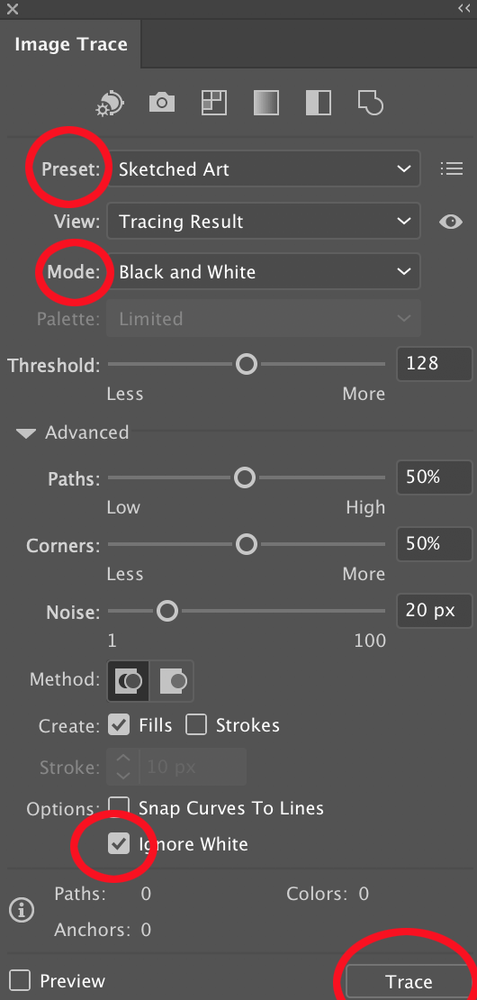 Image Trace
Preset: Sketched Art
View: Tracing Result
Mode: Black and White
Palette: Limited
Threshold: 128
Less More
Advanced
Paths: 50%
Low High
Corners: 50%
Less More
Noise: 20 px
1 100
Method:
Create: Fills Strokes
Stroke: 10 px
Options: Snap Curves To Lines
Ignore White
Paths: 0 Colors: 0
Anchors: 0
Preview Trace